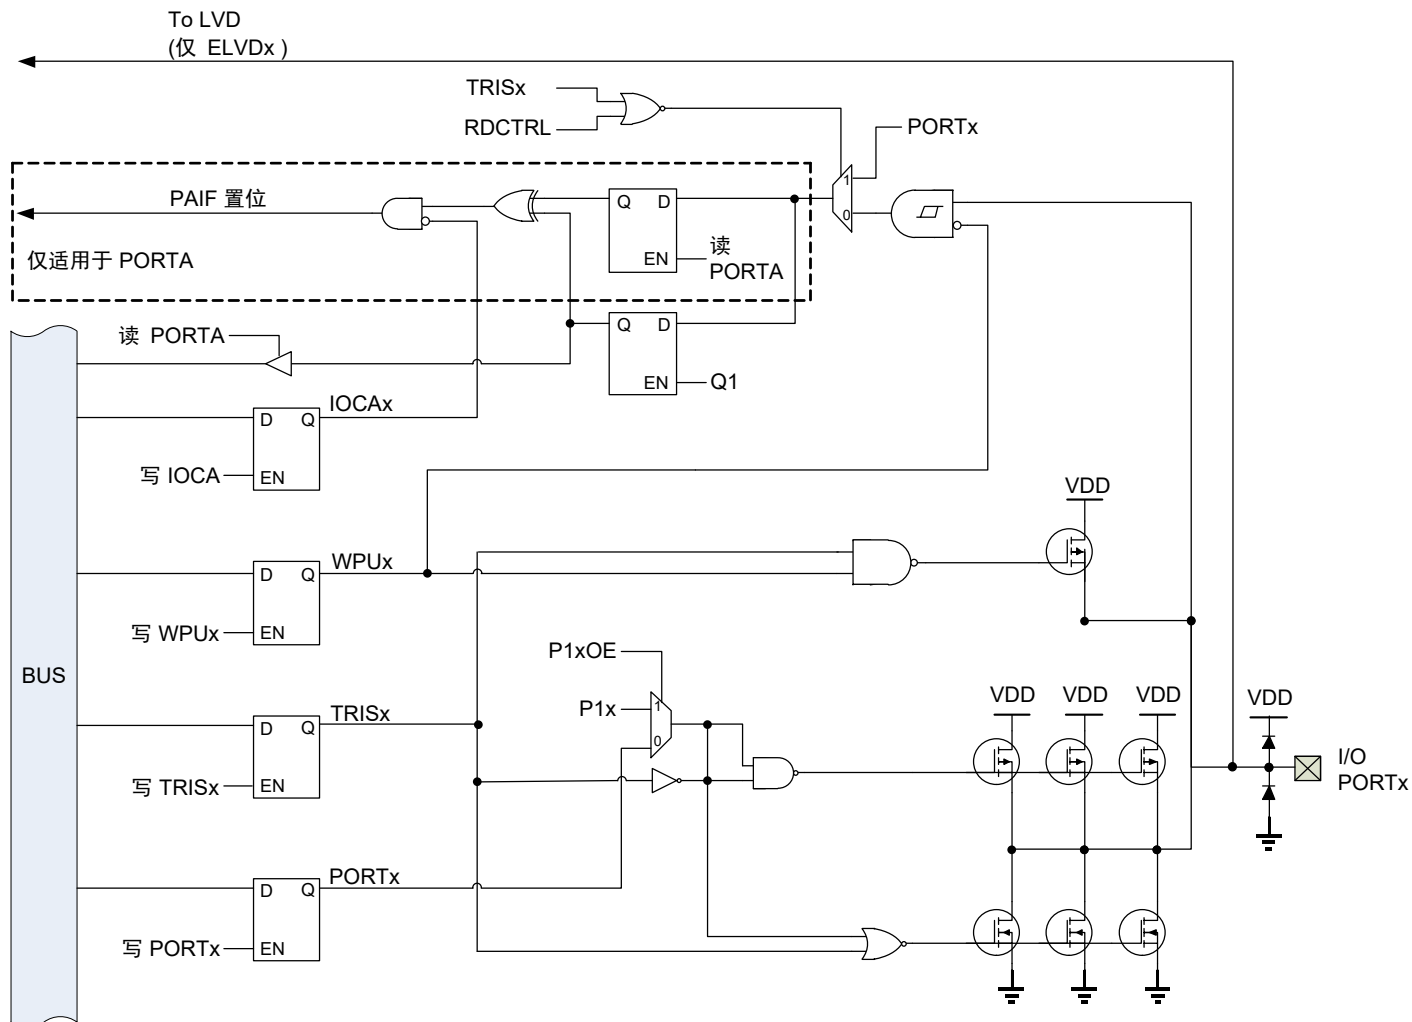 To LVD
(仅 ELVDx )
TRISx
RDCTRL
PORTx
1
0
PAIF 置位
仅适用于 PORTA
Q D
EN
读
PORTA
Q D
EN
Q1
读 PORTA
D Q
EN
IOCAx
写 IOCA
VDD
D Q
EN
WPUx
写 WPUx
BUS
P1xOE
P1x
1
0
D Q
EN
TRISx
写 TRISx
VDD VDD VDD
VDD
I/O
PORTx
D Q
EN
PORTx
写 PORTx